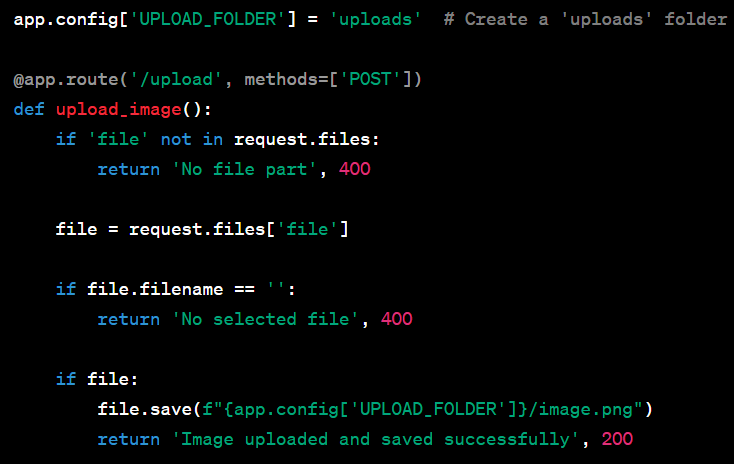 app.config['UPLOAD_FOLDER'] = 'uploads'  # Create a 'uploads' folder
@app.route('/upload', methods=['POST'])
def upload_image():
    if 'file' not in request.files:
        return 'No file part', 400
    file = request.files['file']
    if file.filename == '':
        return 'No selected file', 400
    if file:
        file.save(f"{app.config['UPLOAD_FOLDER']}/image.png")
        return 'Image uploaded and saved successfully', 200